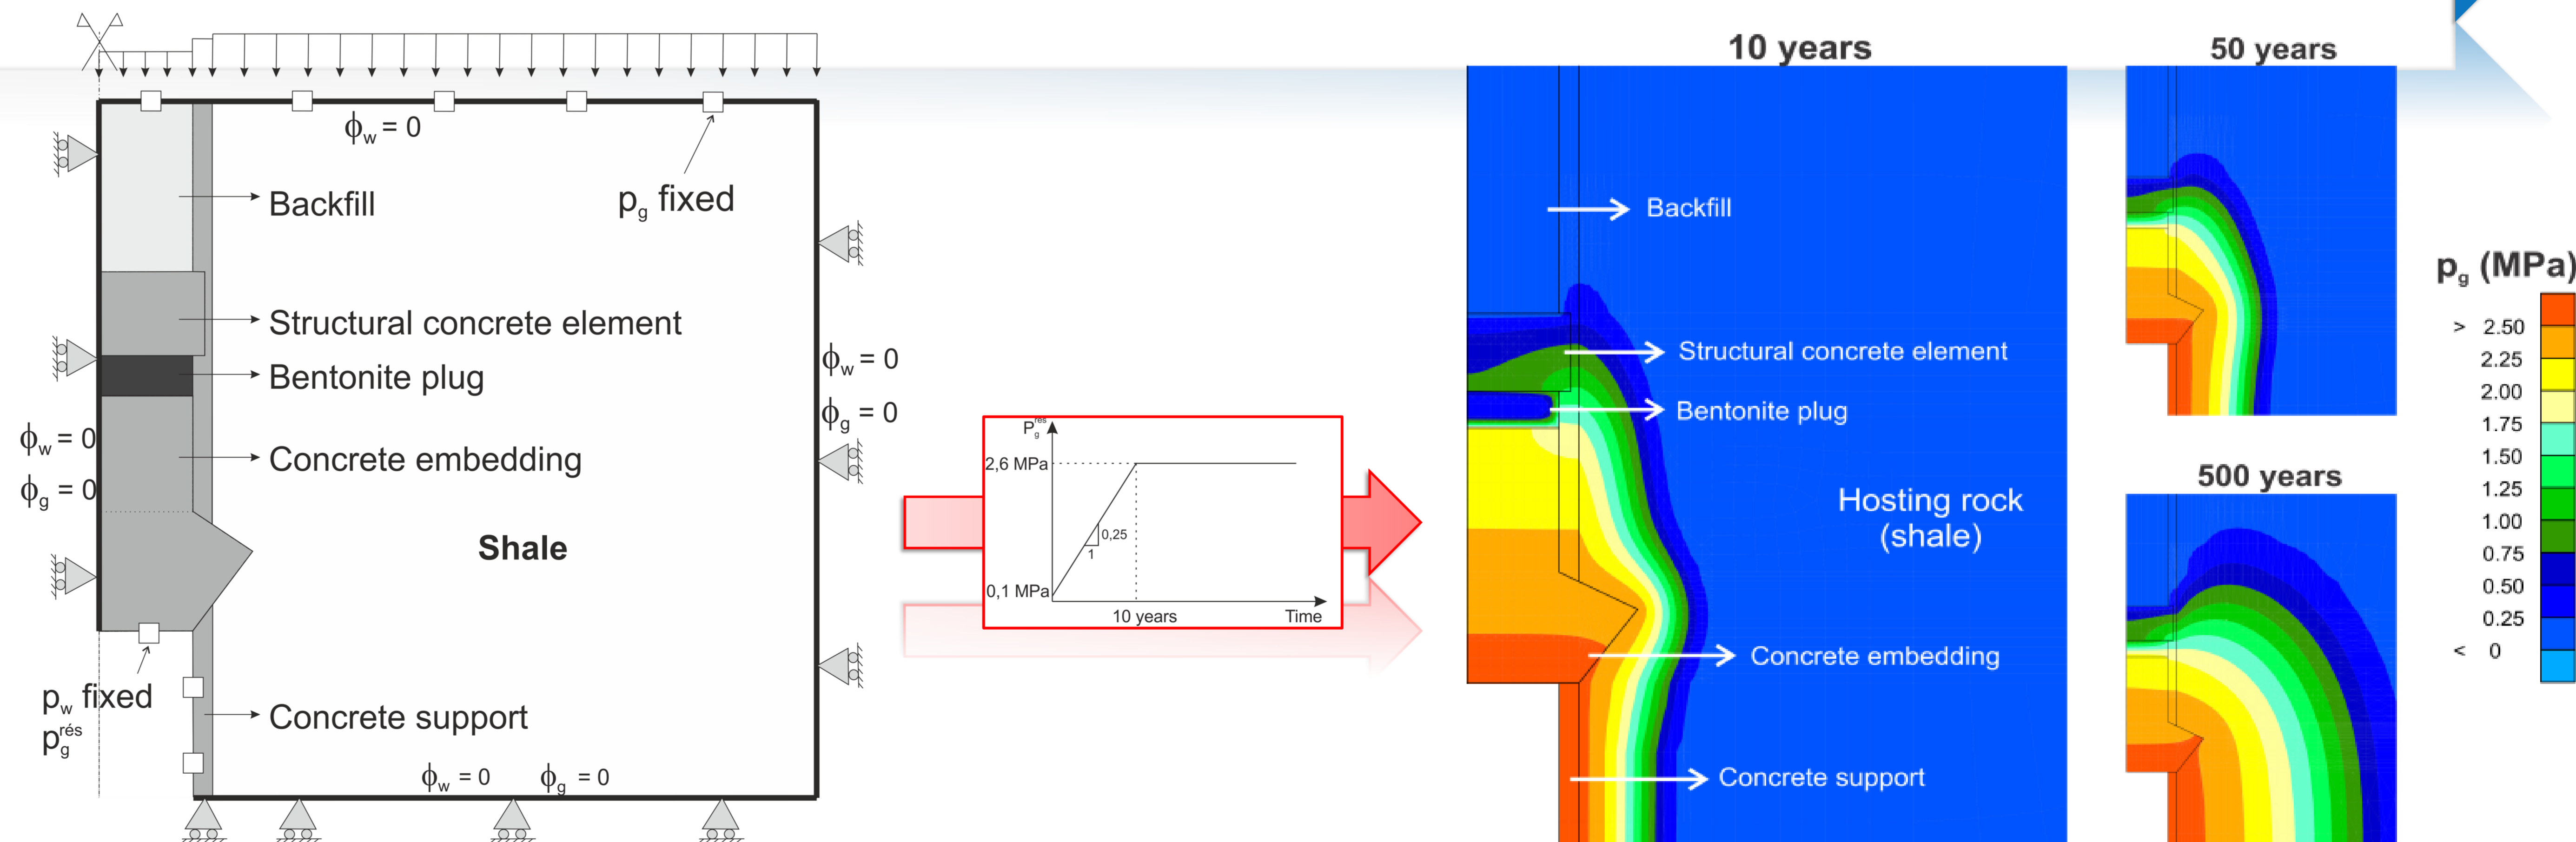 ϕw = 0
pg fixed
Backfill
Structural concrete element
Bentonite plug
Concrete embedding
Shale
Concrete support
ϕw = 0
ϕg = 0
ϕw = 0
ϕg = 0
pw fixed
pg rés
ϕw = 0 ϕg = 0
Pg rés
2,6 MPa
0,25
1
0,1 MPa
10 years
Time
10 years
Backfill
Structural concrete element
Bentonite plug
Hosting rock
(shale)
Concrete embedding
Concrete support
50 years
500 years
pg (MPa)
> 2.50
2.25
2.00
1.75
1.50
1.25
1.00
0.75
0.50
0.25
< 0